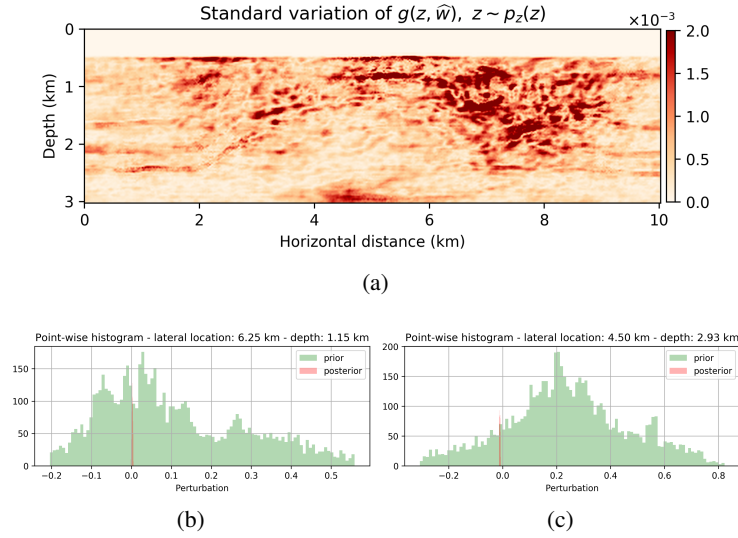 Standard variation of g(z, ŵ), z ~ p_z(z)
×10⁻³
0
1
2
3
Depth (km)
0 2 4 6 8 10
Horizontal distance (km)
2.0
1.5
1.0
0.5
0.0
(a)
Point-wise histogram - lateral location: 6.25 km - depth: 1.15 km
prior
posterior
150
100
50
0
−0.2 −0.1 0.0 0.1 0.2 0.3 0.4 0.5
Perturbation
(b)
Point-wise histogram - lateral location: 4.50 km - depth: 2.93 km
prior
posterior
200
150
100
50
0
−0.2 0.0 0.2 0.4 0.6 0.8
Perturbation
(c)